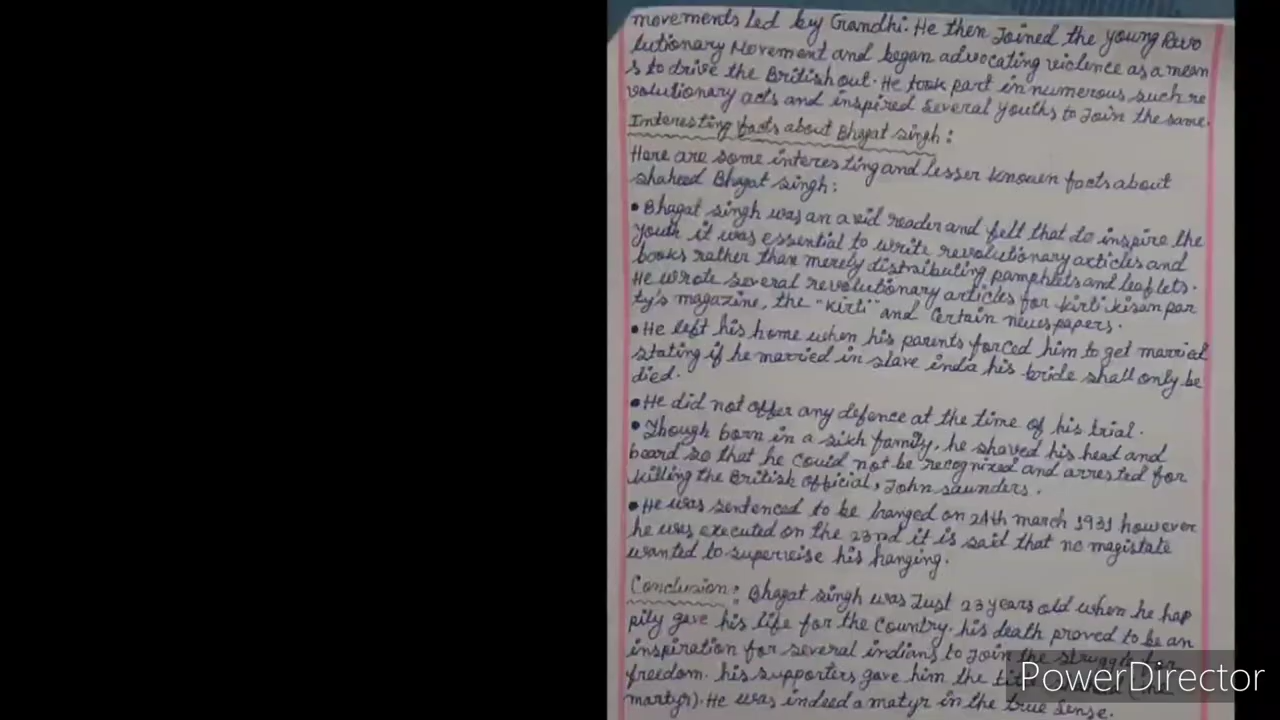 movements led by Grandhi. He then Joined the young Revo
lutionary Movement and began advocating violence as a mean
s to drive the British out. He took part in numerous such re
volutionary acts and inspired several youths to Join the same.
Interesting facts about Bhagat singh:
Here are some interesting and lesser known facts about
shaheed Bhagat singh:
• Bhagat singh was an avid reader and felt that to inspire the
youth it was essential to write revolutionary articles and
books rather than merely distributing pamphlets and leaflets.
He wrote several revolutionary articles for kirti kisan par
ty's magazine, the "kirti" and Certain newspapers.
• He left his home when his parents forced him to get married
stating if he married in slave india his bride shall only be
died.
• He did not offer any defence at the time of his trial.
• Though born in a sikh family, he shaved his head and
beard so that he could not be recognized and arrested for
killing the British official, John saunders.
• He was sentenced to be hanged on 24th march 1931 however
he was executed on the 23rd it is said that no magistate
wanted to supervise his hanging.
Conclusion: Bhagat singh was Just 23 years old when he hap
pily gave his life for the Country. his death proved to be an
inspiration for several indians to Join the struggle for
freedom. his supporters gave him the
martyr). He was indeed a matyr in the true Sense.
PowerDirector